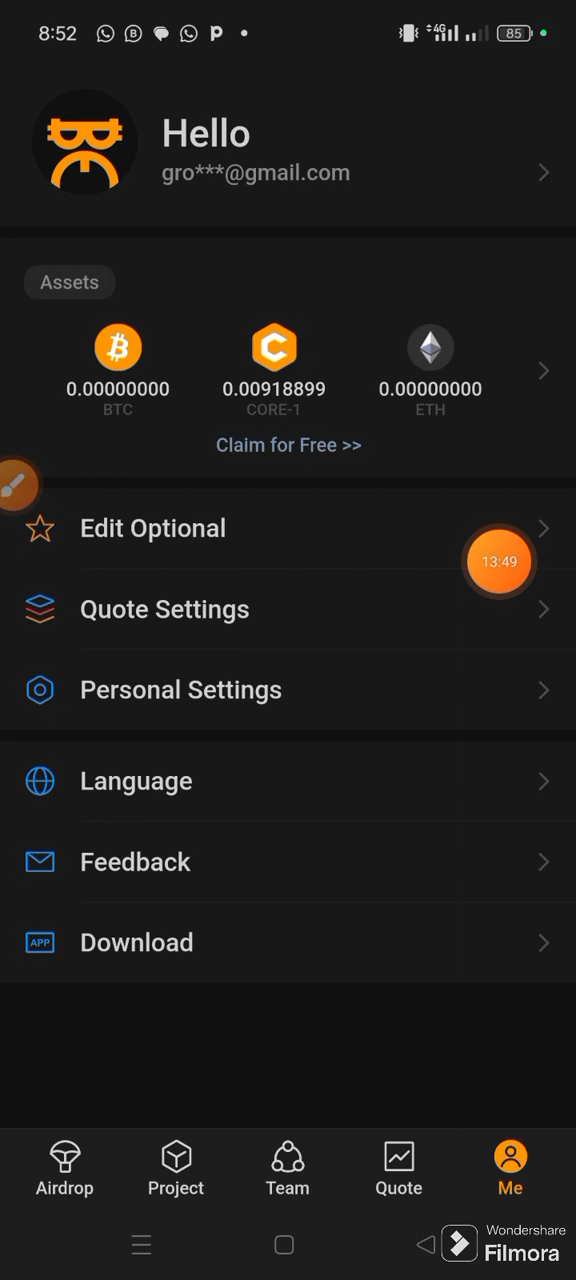 8:52
4G
85
Hello
gro***@gmail.com
Assets
0.00000000 0.00918899 0.00000000
BTC CORE-1 ETH
Claim for Free >>
Edit Optional
13:49
Quote Settings
Personal Settings
Language
Feedback
APP Download
Airdrop Project Team Quote Me
Wondershare
Filmora